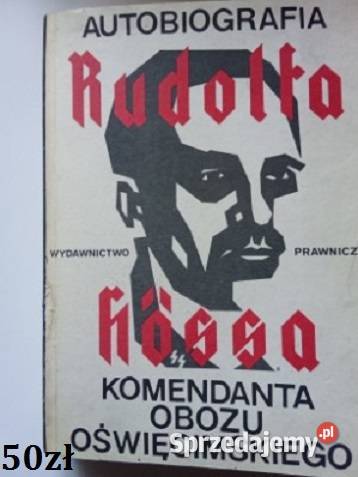 AUTOBIOGRAFIA
Rudolfa
WYDAWNICTWO PRAWNICZ
Hössa
KOMENDANTA
OBOZU
OŚWIĘCIMSKIEGO
Sprzedajemy.pl
50zł